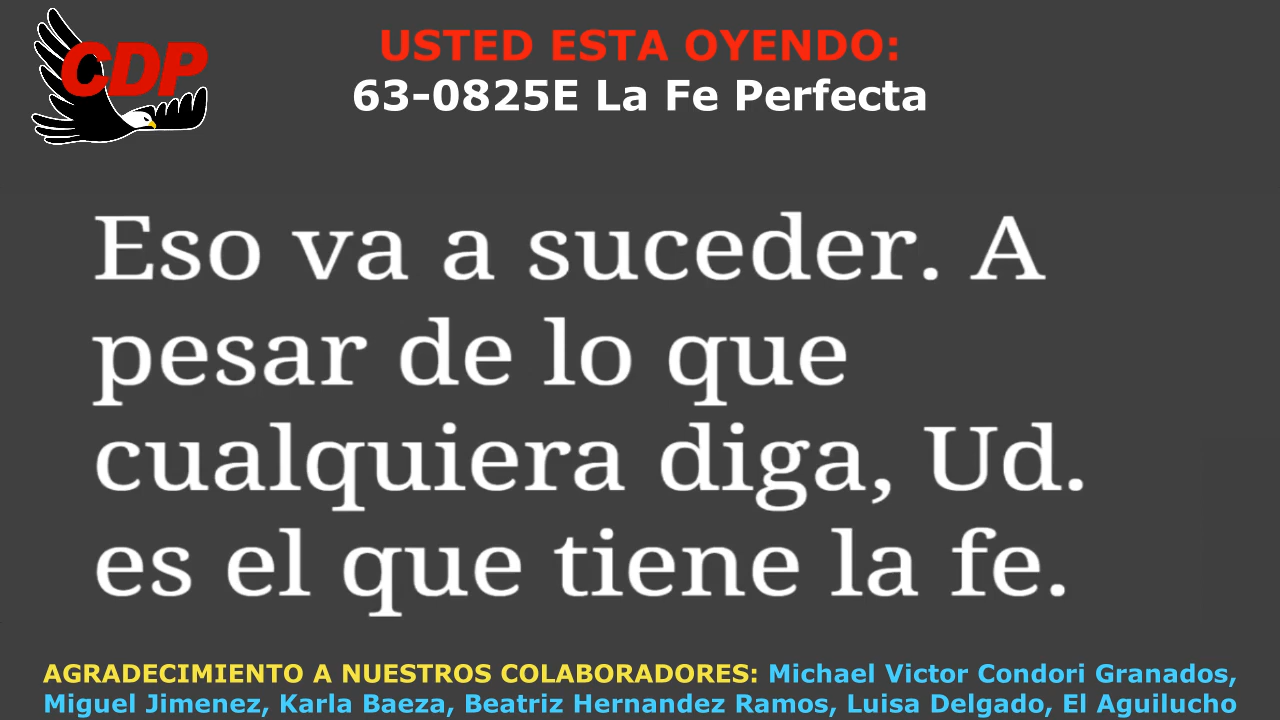 CDP
USTED ESTA OYENDO:
63-0825E La Fe Perfecta
Eso va a suceder. A
pesar de lo que
cualquiera diga, Ud.
es el que tiene la fe.
AGRADECIMIENTO A NUESTROS COLABORADORES: Michael Victor Condori Granados,
Miguel Jimenez, Karla Baeza, Beatriz Hernandez Ramos, Luisa Delgado, El Aguilucho